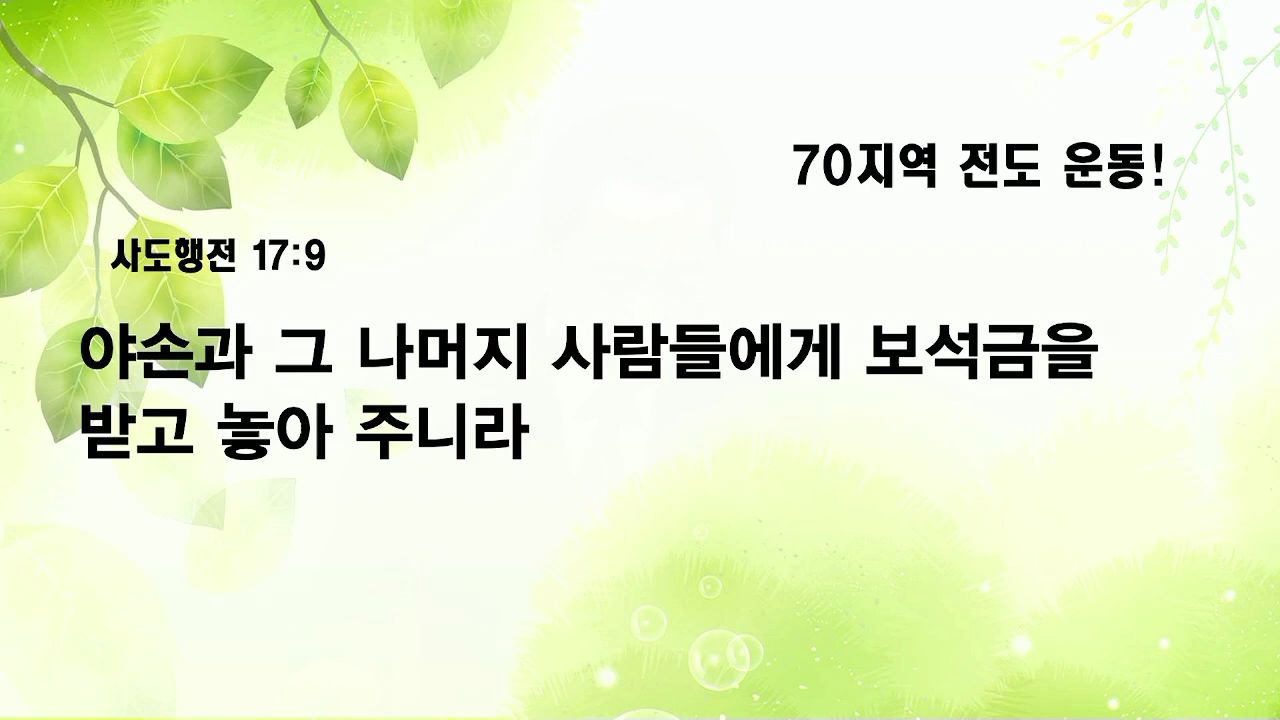 70지역 전도 운동!
사도행전 17:9
야손과 그 나머지 사람들에게 보석금을
받고 놓아 주니라